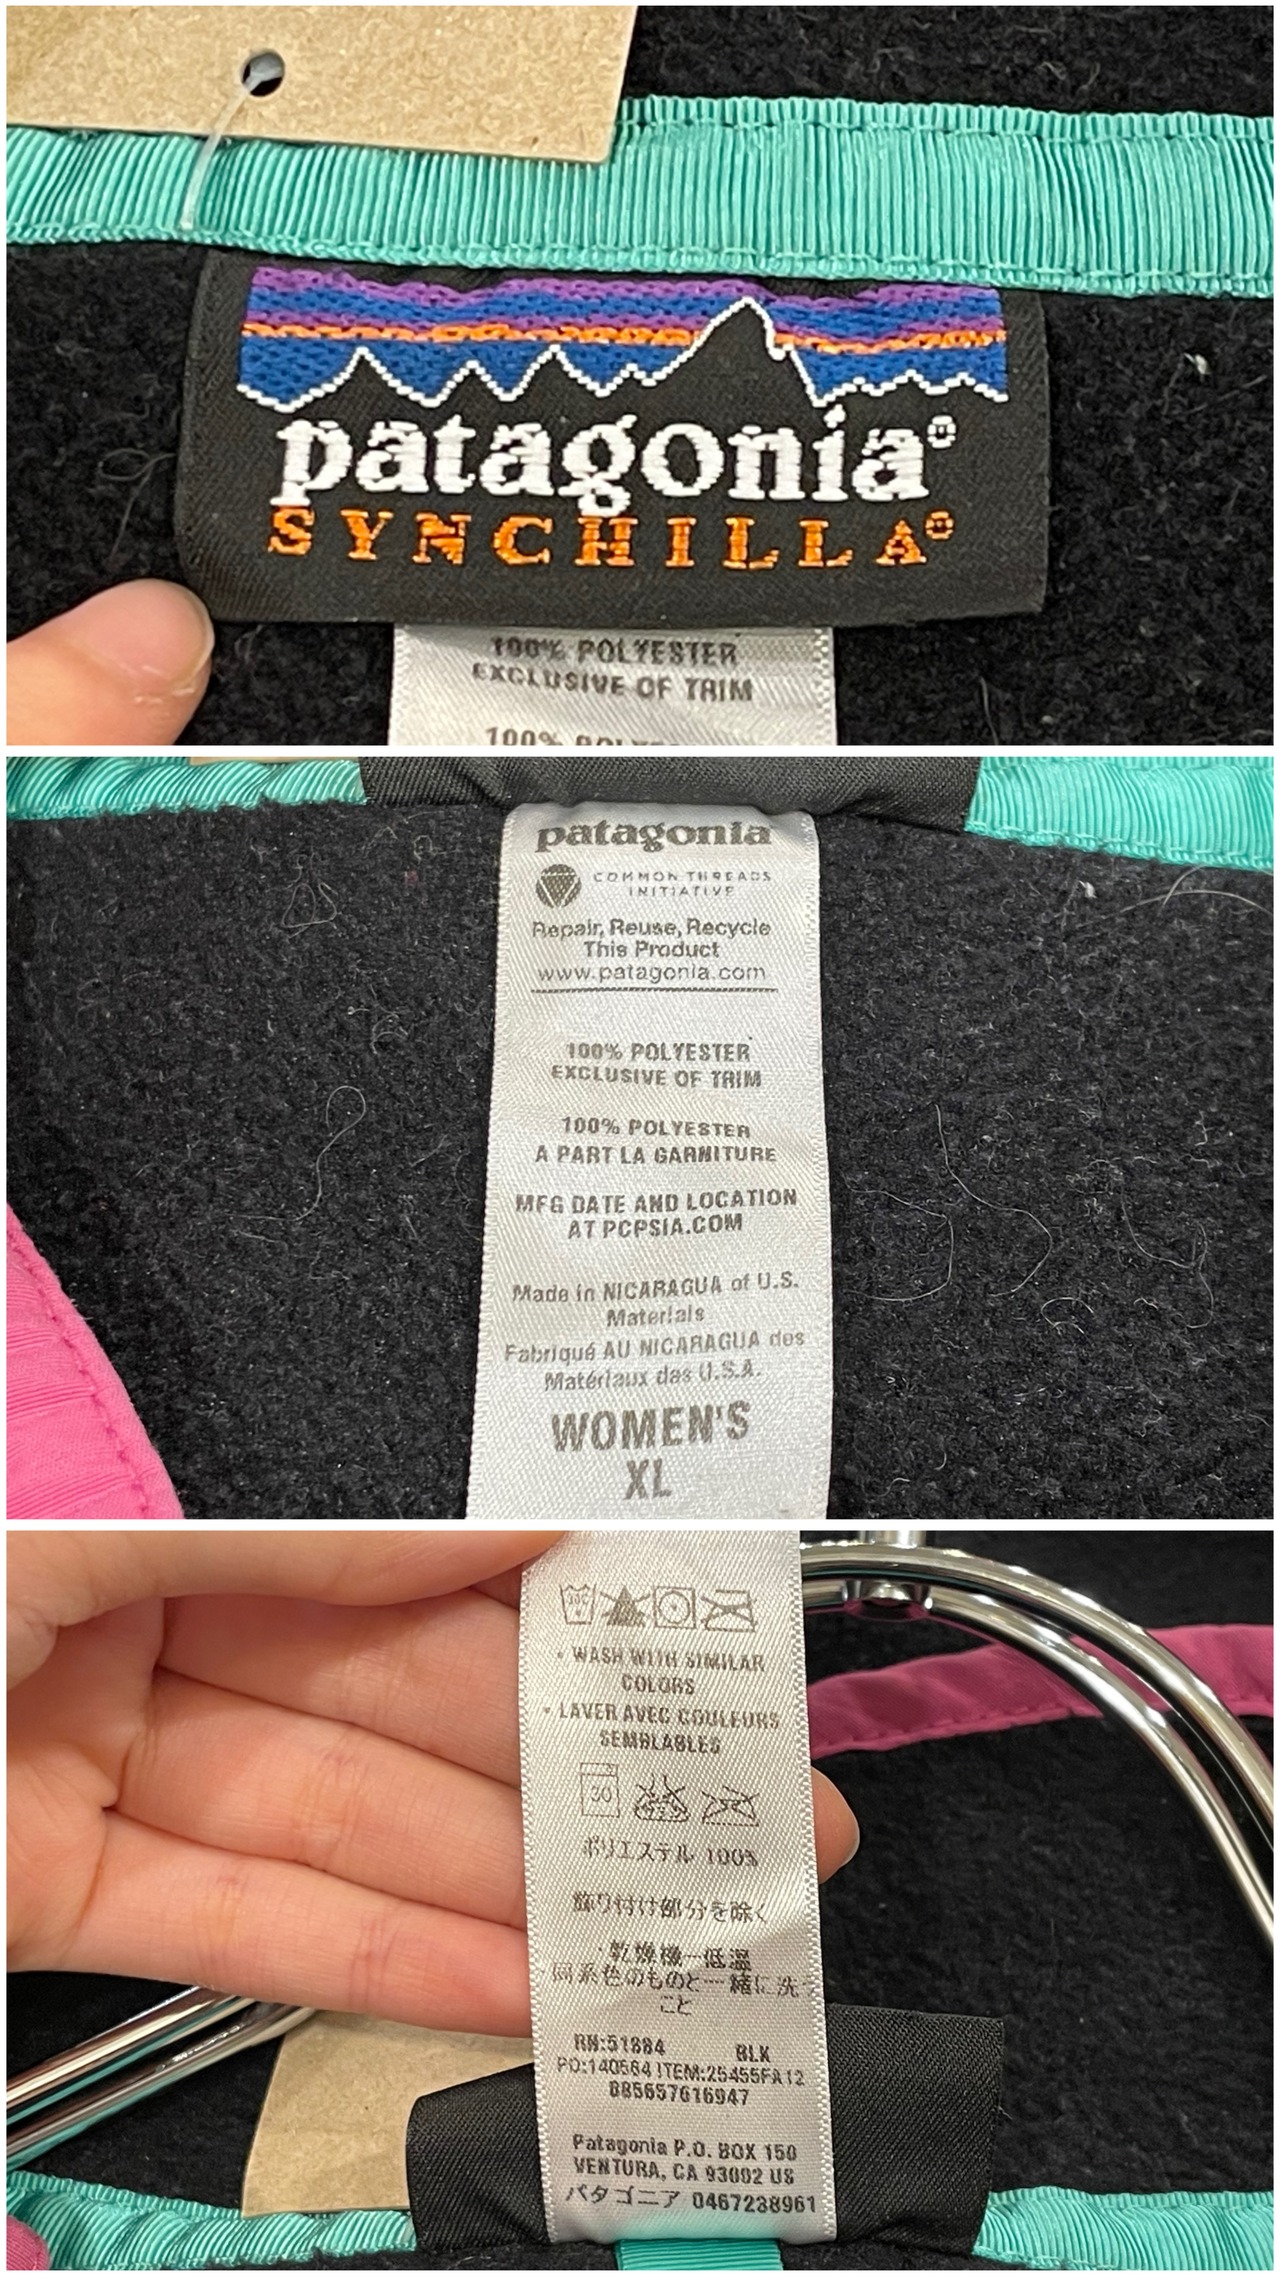 patagonia®
SYNCHILLA®
100% POLYESTER
EXCLUSIVE OF TRIM
100%
patagonia
COMMON THREADS
INITIATIVE
Repair, Reuse, Recycle
This Product
www.patagonia.com
100% POLYESTER
EXCLUSIVE OF TRIM
100% POLYESTER
A PART LA GARNITURE
MFG DATE AND LOCATION
AT PCPSIA.COM
Made in NICARAGUA of U.S.
Materials
Fabriqué AU NICARAGUA des
Matériaux des U.S.A.
WOMEN'S
XL
30C
• WASH WITH SIMILAR
COLORS
• LAVER AVEC COULEURS
SEMBLABLES
30
ポリエステル 100%
飾り付け部分を除く
・乾燥機―低温
同系色のものと一緒に洗う
こと
RN:51884 BLK
PO:140564 ITEM:25455FA12
885657616947
Patagonia P.O. BOX 150
VENTURA, CA 93002 US
パタゴニア 0467238961